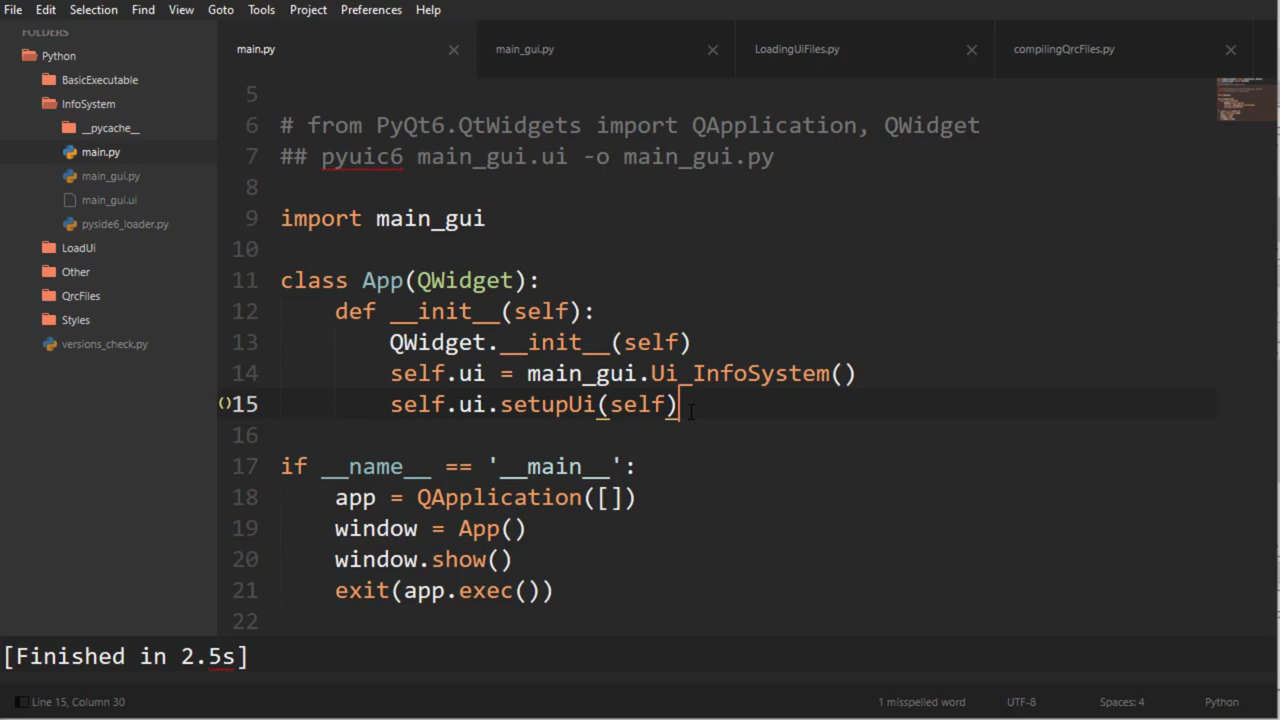 File Edit Selection Find View Goto Tools Project Preferences Help
FOLDERS
Python
BasicExecutable
InfoSystem
__pycache__
main.py
main_gui.py
main_gui.ui
pyside6_loader.py
LoadUi
Other
QrcFiles
Styles
versions_check.py
main.py main_gui.py LoadingUiFiles.py compilingQrcFiles.py
5
6 # from PyQt6.QtWidgets import QApplication, QWidget
7 ## pyuic6 main_gui.ui -o main_gui.py
8
9 import main_gui
10
11 class App(QWidget):
12 def __init__(self):
13 QWidget.__init__(self)
14 self.ui = main_gui.Ui_InfoSystem()
()15 self.ui.setupUi(self)
16
17 if __name__ == '__main__':
18 app = QApplication([])
19 window = App()
20 window.show()
21 exit(app.exec())
22
[Finished in 2.5s]
Line 15, Column 30 1 misspelled word UTF-8 Spaces: 4 Python